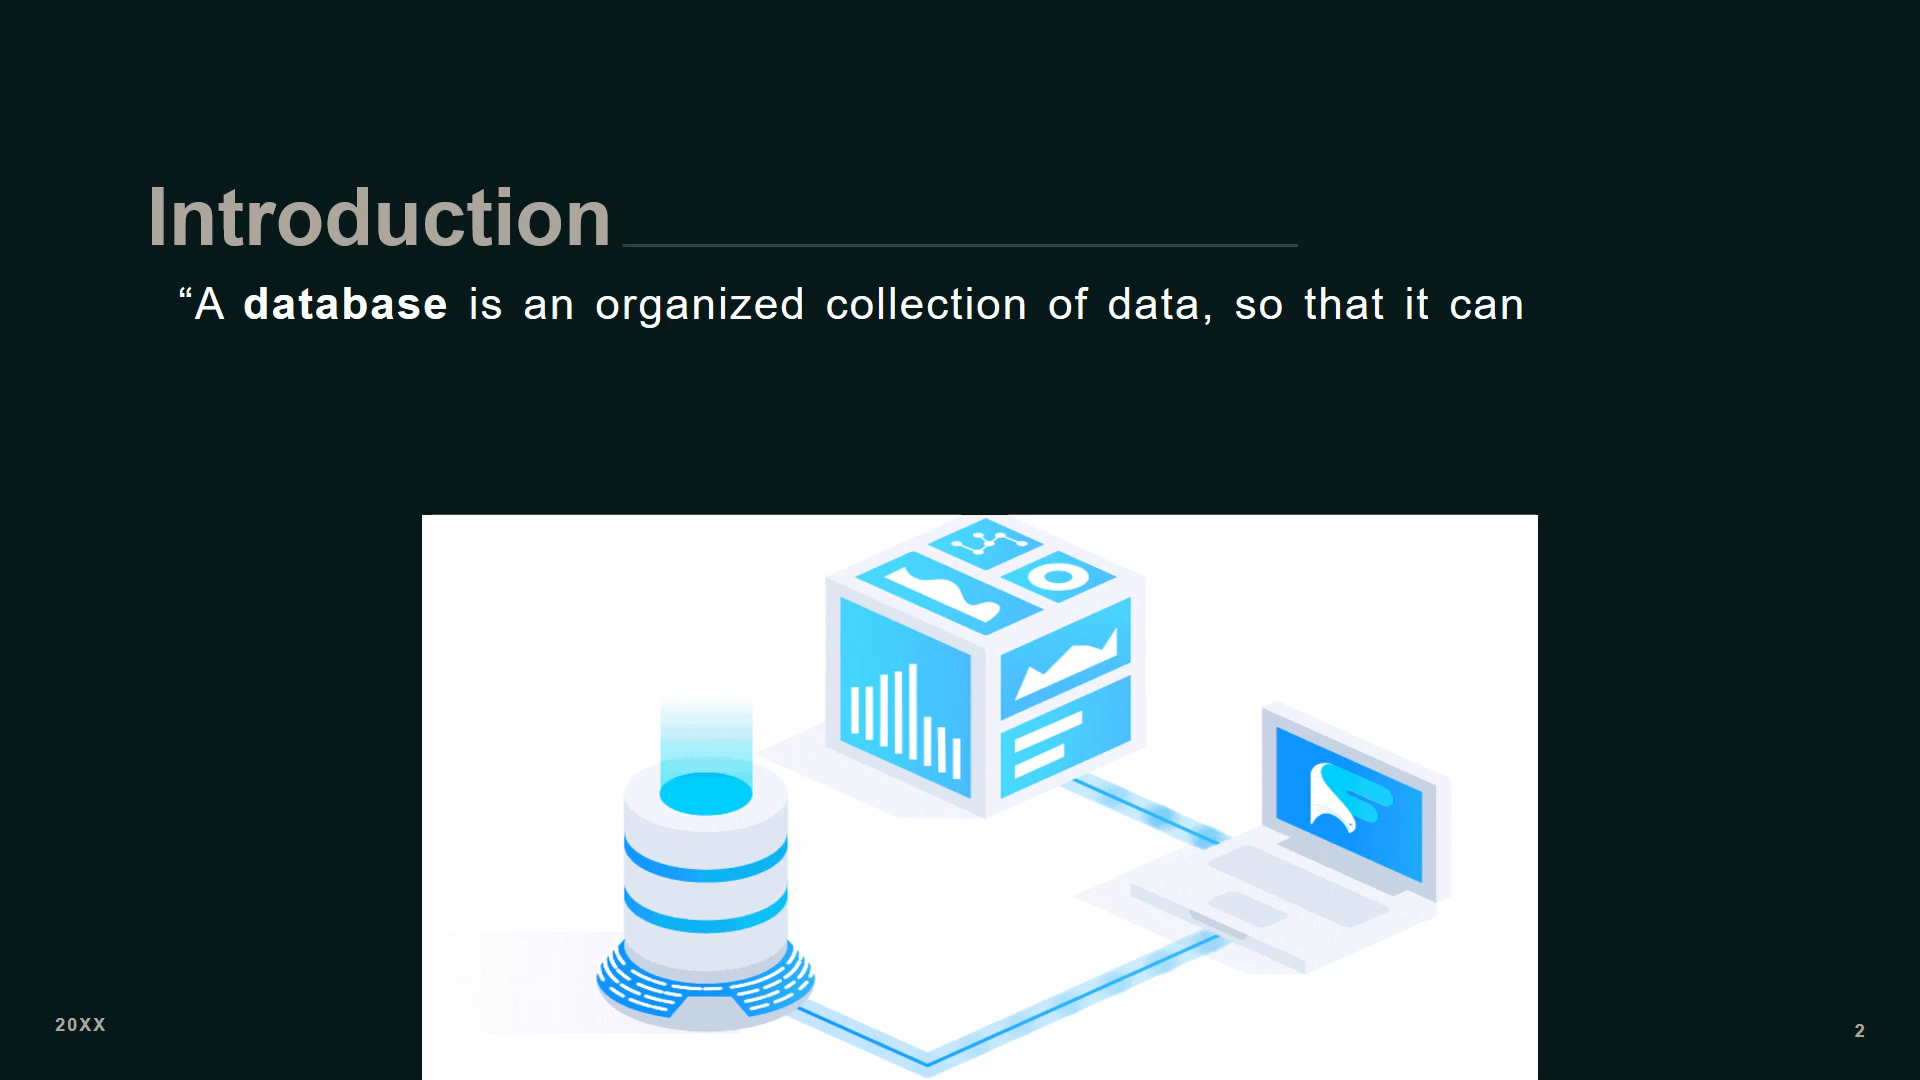 Introduction
“A database is an organized collection of data, so that it can
20XX
2